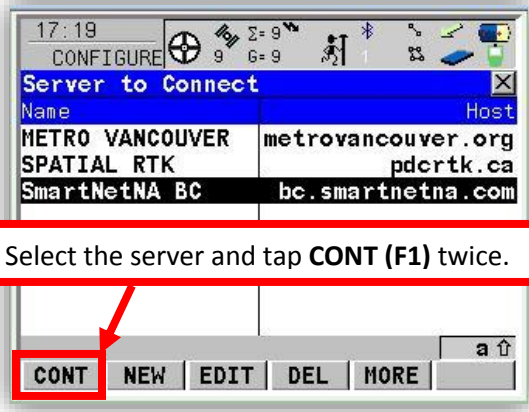 17:19
CONFIGURE 9 Σ= 9 G= 9 1
Server to Connect X
Name Host
METRO VANCOUVER metrovancouver.org
SPATIAL RTK pdcrtk.ca
SmartNetNA BC bc.smartnetna.com
Select the server and tap CONT (F1) twice.
a ⇧
CONT NEW EDIT DEL MORE